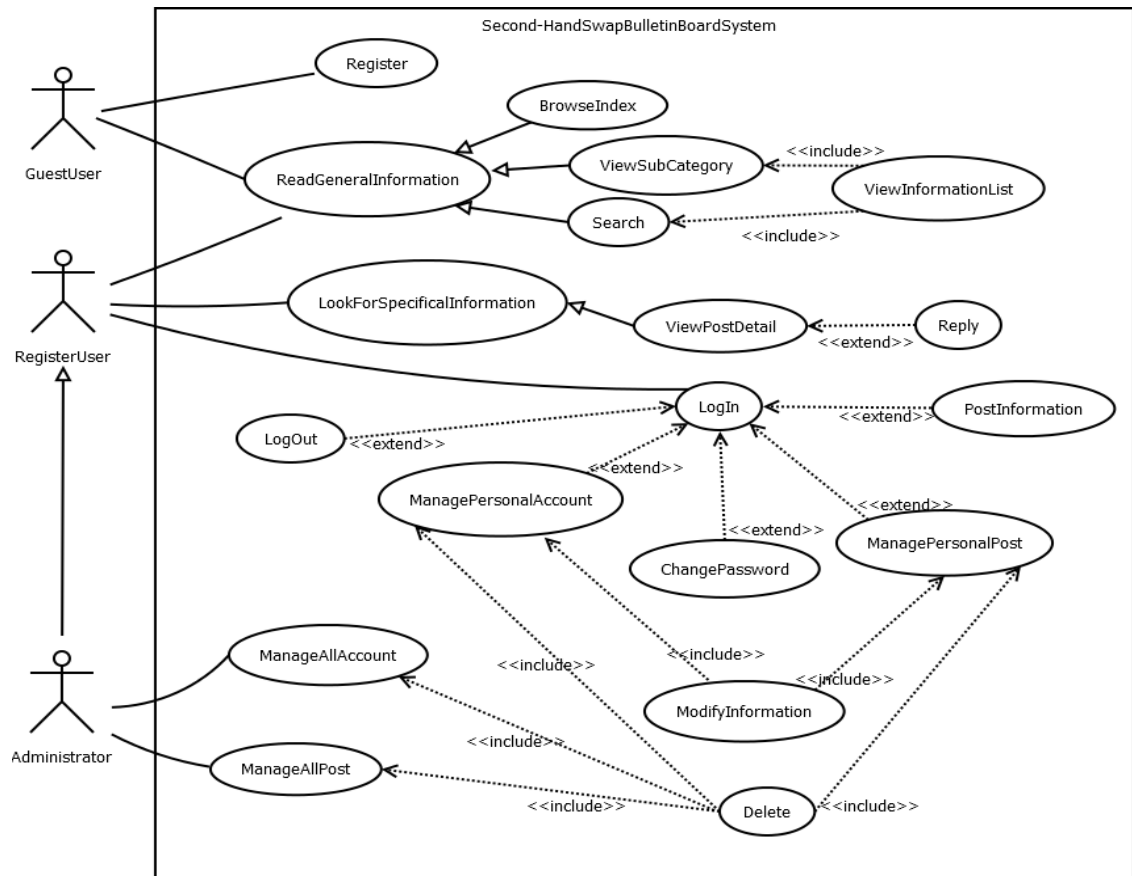 Second-HandSwapBulletinBoardSystem
Register
GuestUser
BrowseIndex
ReadGeneralInformation
ViewSubCategory
<<include>>
ViewInformationList
Search
<<include>>
RegisterUser
LookForSpecificalInformation
ViewPostDetail
Reply
<<extend>>
LogIn
PostInformation
<<extend>>
LogOut
<<extend>>
<<extend>>
ManagePersonalAccount
<<extend>>
<<extend>>
ManagePersonalPost
ChangePassword
ManageAllAccount
<<include>>
<<include>>
<<include>>
ModifyInformation
Administrator
ManageAllPost
<<include>>
<<include>>
Delete
<<include>>